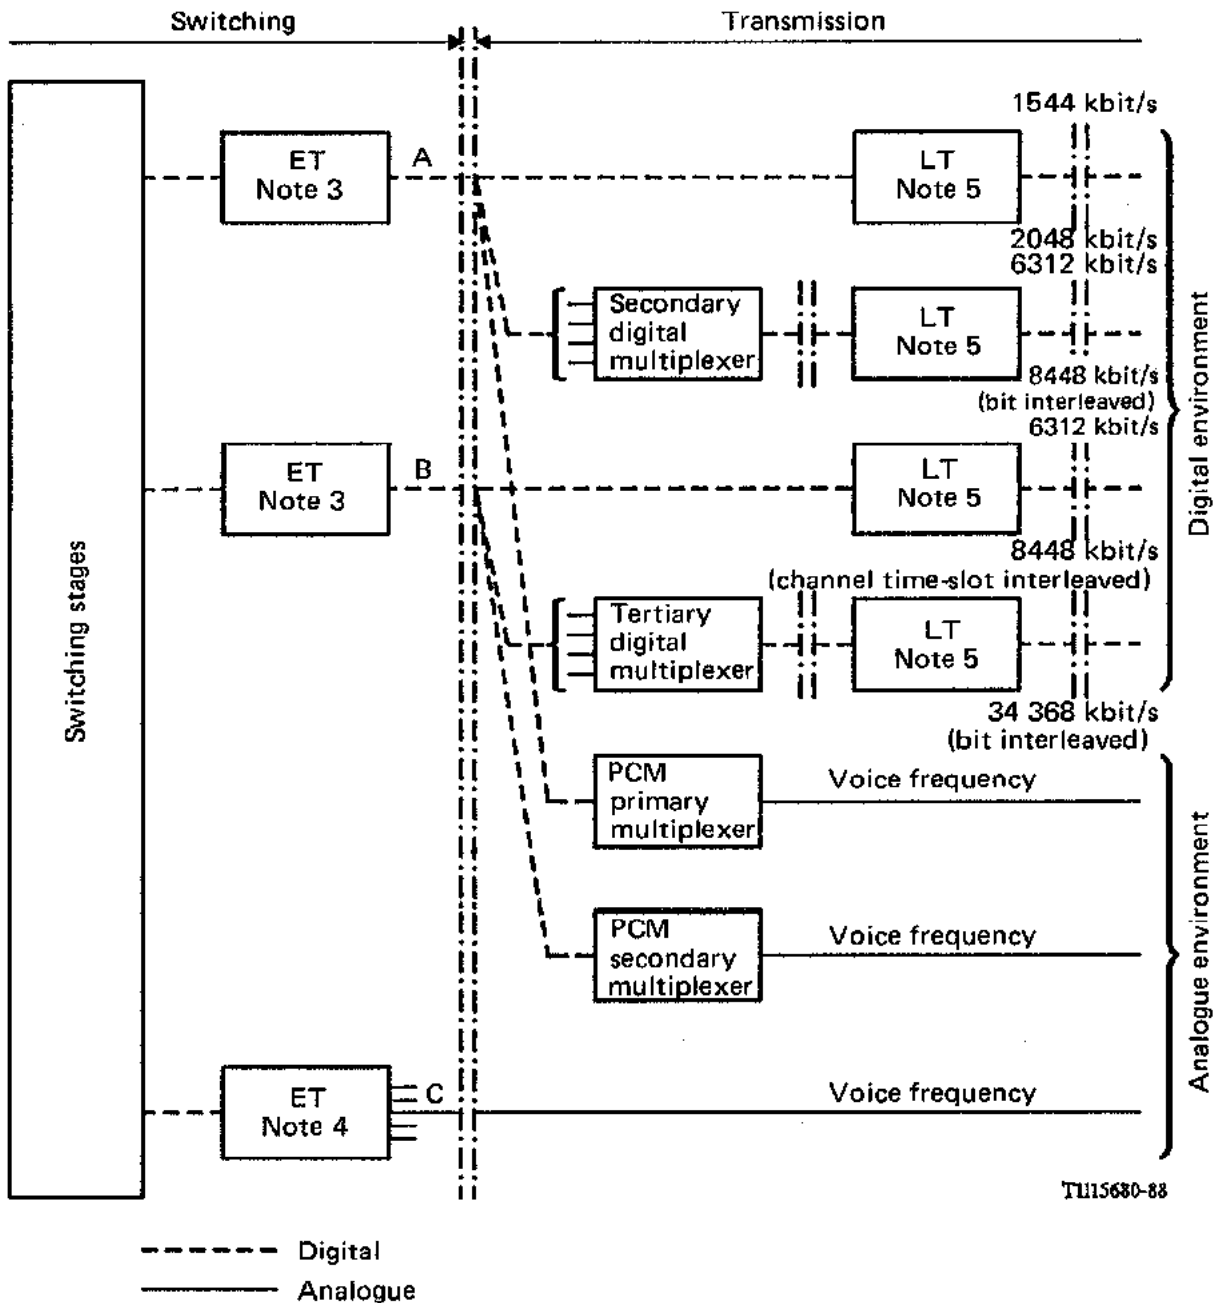 Switching
Transmission
1544 kbit/s
ET
Note 3
A
LT
Note 5
2048 kbit/s
6312 kbit/s
Secondary
digital
multiplexer
LT
Note 5
8448 kbit/s
(bit interleaved)
6312 kbit/s
ET
Note 3
B
LT
Note 5
8448 kbit/s
(channel time-slot interleaved)
Tertiary
digital
multiplexer
LT
Note 5
34 368 kbit/s
(bit interleaved)
Digital environment
Switching stages
PCM
primary
multiplexer
Voice frequency
PCM
secondary
multiplexer
Voice frequency
Analogue environment
ET
Note 4
C
Voice frequency
T1115680-88
Digital
Analogue